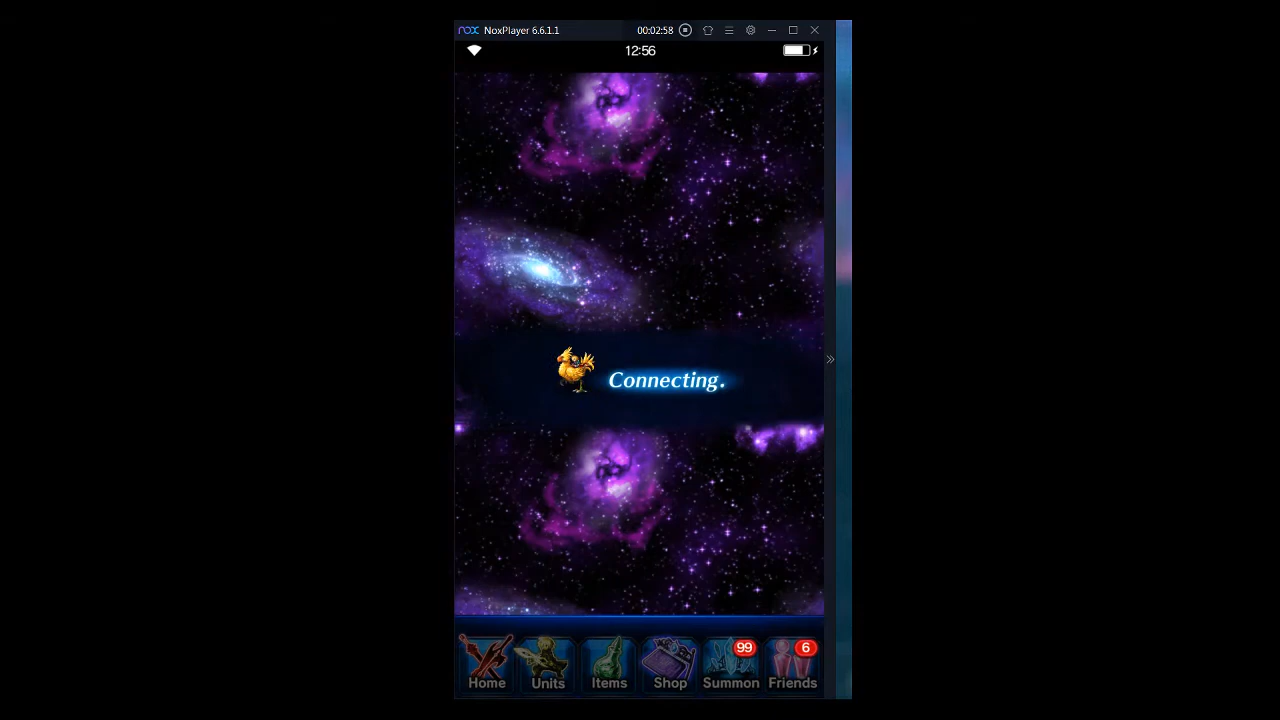 nox NoxPlayer 6.6.1.1 00:02:58
12:56
Connecting.
99 6
Home Units Items Shop Summon Friends